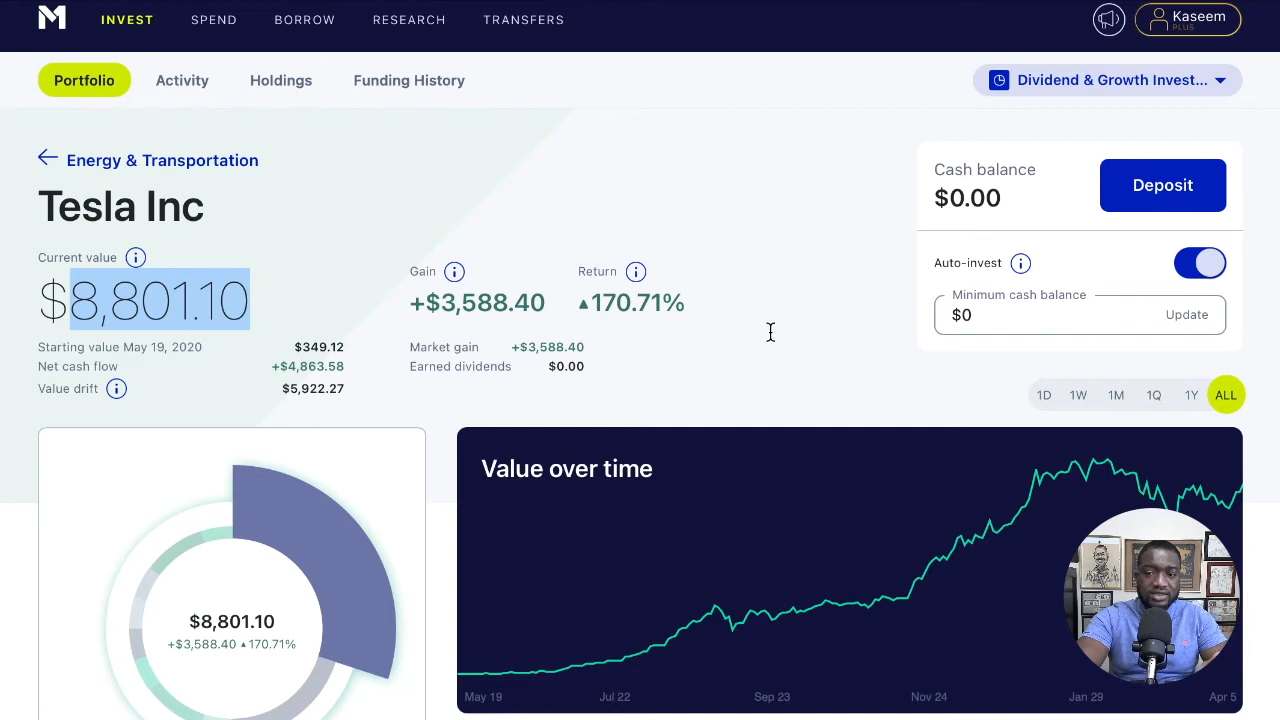 INVEST SPEND BORROW RESEARCH TRANSFERS
Kaseem
PLUS
Portfolio Activity Holdings Funding History
Dividend & Growth Invest...
Energy & Transportation
Tesla Inc
Current value
$8,801.10
Starting value May 19, 2020 $349.12
Net cash flow +$4,863.58
Value drift $5,922.27
Gain Return
+$3,588.40 ▲170.71%
Market gain +$3,588.40
Earned dividends $0.00
Cash balance
$0.00
Deposit
Auto-invest
Minimum cash balance
$0 Update
1D 1W 1M 1Q 1Y ALL
$8,801.10
+$3,588.40 ▲170.71%
Value over time
May 19 Jul 22 Sep 23 Nov 24 Jan 29 Apr 5